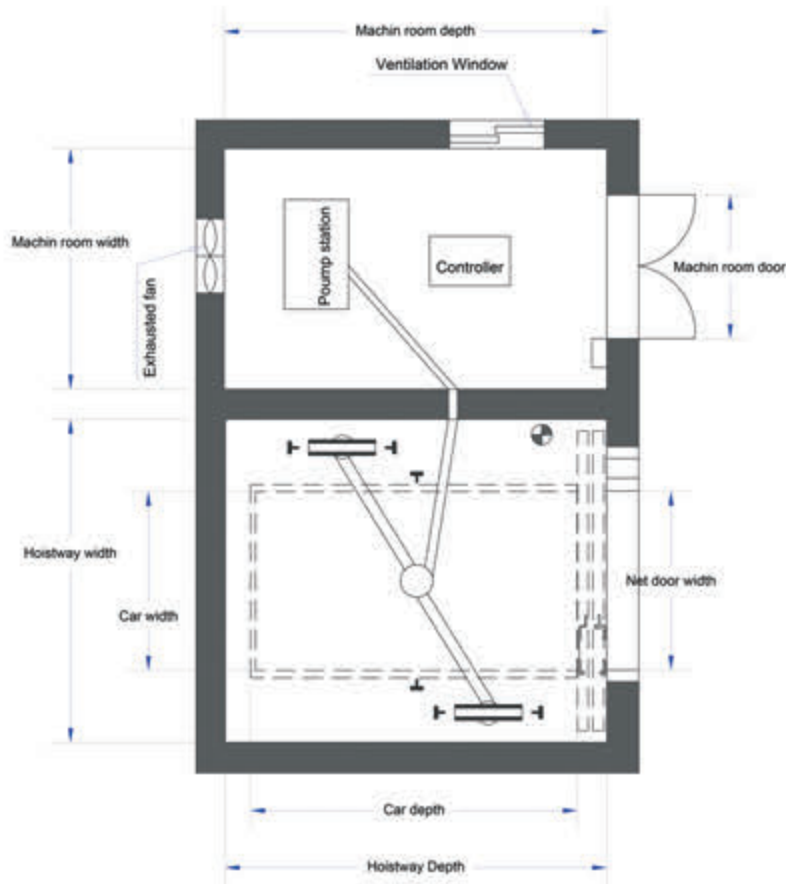 Machin room depth
Ventilation Window
Machin room width
Exhausted fan
Poump station
Controller
Machin room door
Hoistway width
Car width
Net door width
Car depth
Hoistway Depth